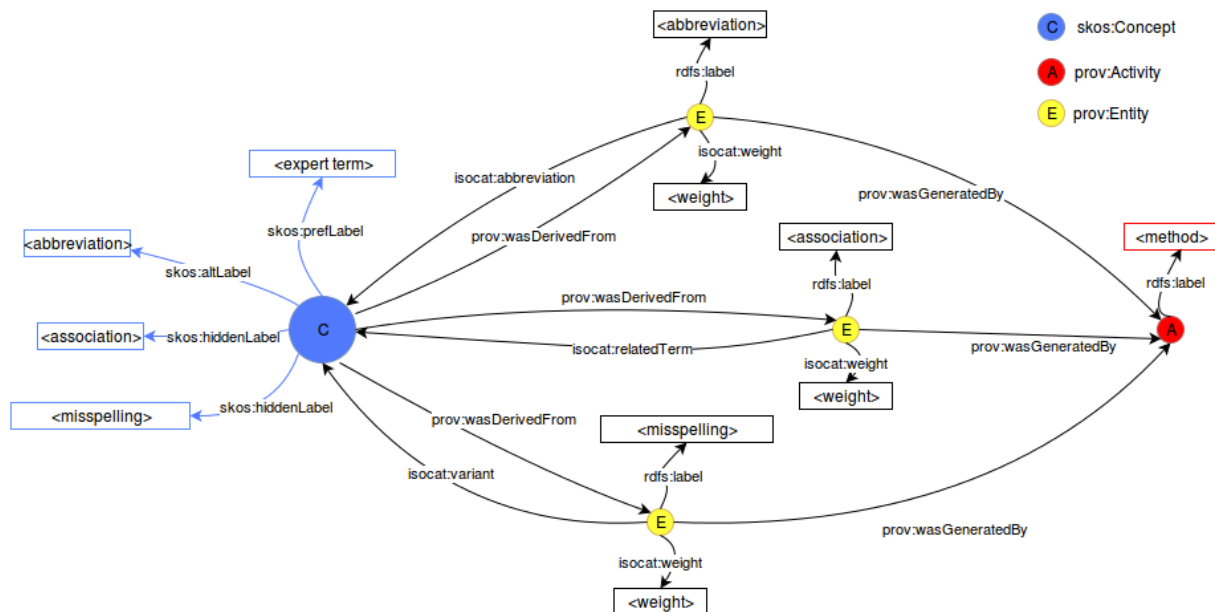 <abbreviation>
C skos:Concept
rdfs:label
A prov:Activity
E
E prov:Entity
isocat:weight
<expert term>
isocat:abbreviation
<weight>
prov:wasGeneratedBy
skos:prefLabel
prov:wasDerivedFrom
<abbreviation>
<association>
<method>
skos:altLabel
rdfs:label
rdfs:label
prov:wasDerivedFrom
<association>
skos:hiddenLabel
C
E
A
isocat:relatedTerm
prov:wasGeneratedBy
isocat:weight
<weight>
skos:hiddenLabel
<misspelling>
prov:wasDerivedFrom
<misspelling>
isocat:variant
rdfs:label
E
prov:wasGeneratedBy
isocat:weight
<weight>